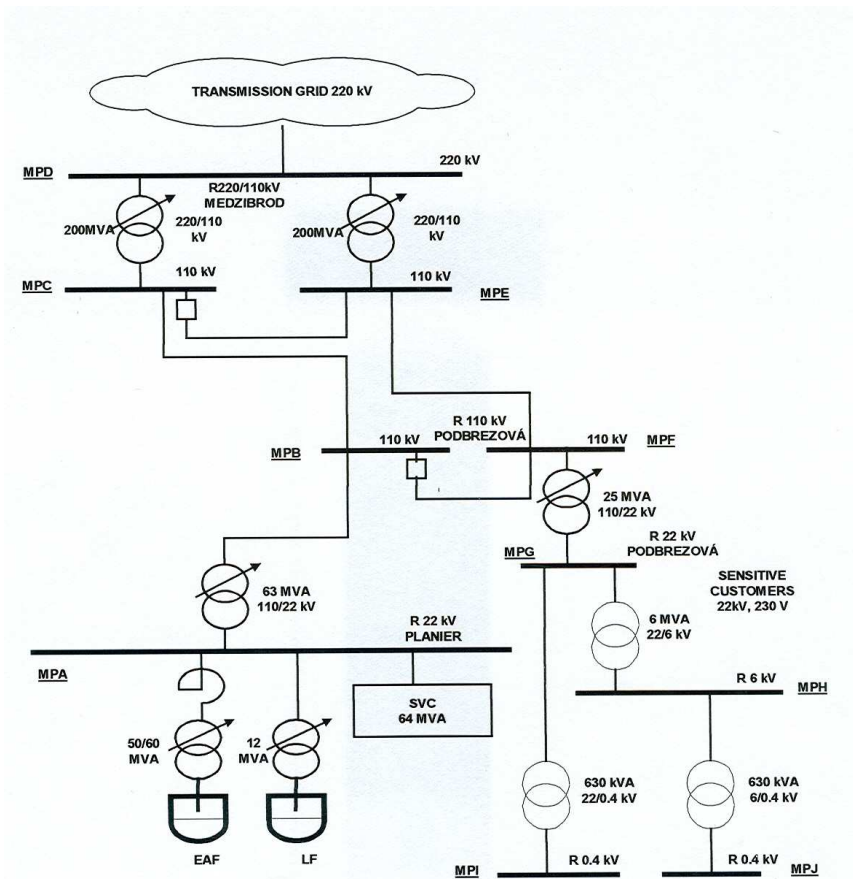 TRANSMISSION GRID 220 kV
220 kV
MPD
R220/110kV
MEDZIBROD
200MVA
220/110
kV
200MVA
220/110
kV
110 kV
110 kV
MPC
MPE
R 110 kV
PODBREZOVÁ
110 kV
110 kV
MPF
MPB
25 MVA
110/22 kV
R 22 kV
PODBREZOVÁ
MPG
SENSITIVE
CUSTOMERS
22kV, 230 V
63 MVA
110/22 kV
6 MVA
22/6 kV
R 22 kV
PLANIER
MPA
R 6 kV
MPH
SVC
64 MVA
50/60
MVA
12
MVA
630 kVA
22/0.4 kV
630 kVA
6/0.4 kV
EAF
LF
R 0.4 kV
R 0.4 kV
MPI
MPJ